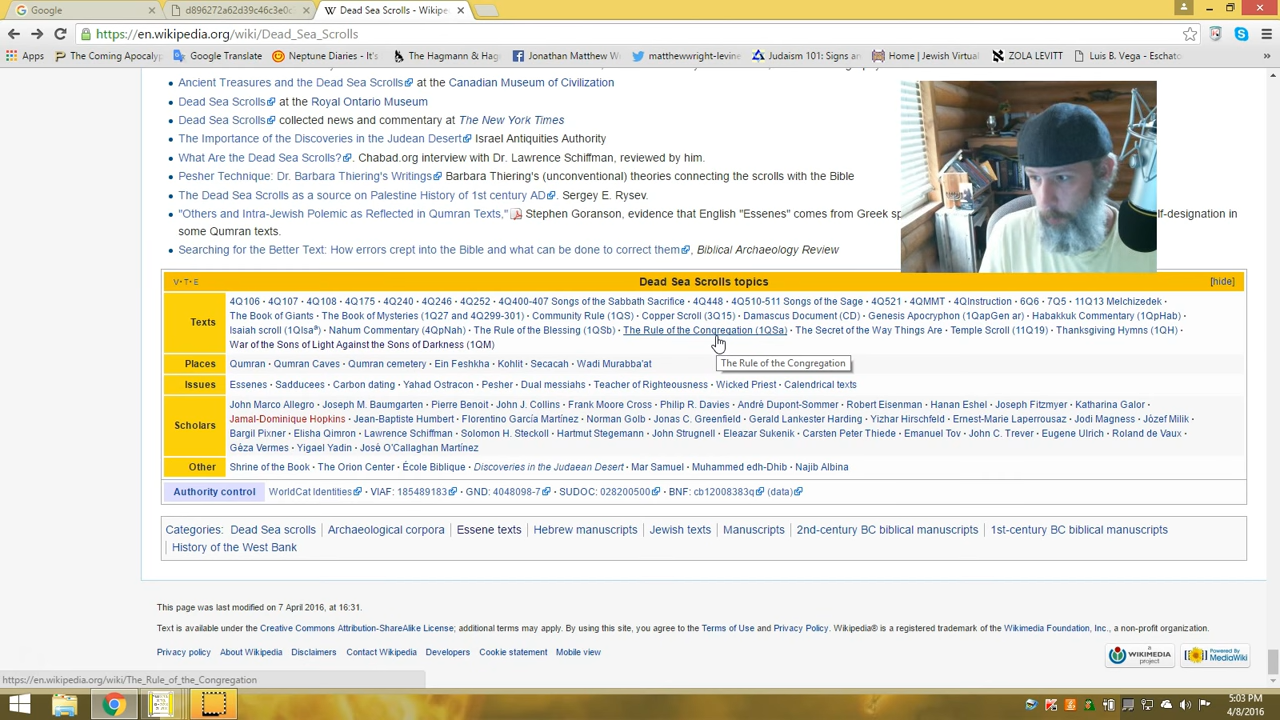 Google
d896272a62d39c46c3e0c
Dead Sea Scrolls - Wikipe
https://en.wikipedia.org/wiki/Dead_Sea_Scrolls
Apps The Coming Apocalyp Google Translate Neptune Diaries - It's The Hagmann & Hag Jonathan Matthew W matthewwright-levine Judaism 101: Signs an Home | Jewish Virtual ZOLA LEVITT Luis B. Vega - Erelectr »
Ancient Treasures and the Dead Sea Scrolls at the Canadian Museum of Civilization
Dead Sea Scrolls at the Royal Ontario Museum
Dead Sea Scrolls collected news and commentary at The New York Times
The Importance of the Discoveries in the Judean Desert Israel Antiquities Authority
What Are the Dead Sea Scrolls?. Chabad.org interview with Dr. Lawrence Schiffman, reviewed by him.
Pesher Technique: Dr. Barbara Thiering's Writings Barbara Thiering's (unconventional) theories connecting the scrolls with the Bible
The Dead Sea Scrolls as a source on Palestine History of 1st century AD. Sergey E. Rysev.
"Others and Intra-Jewish Polemic as Reflected in Qumran Texts," Stephen Goranson, evidence that English "Essenes" comes from Greek sp lf-designation in
some Qumran texts.
Searching for the Better Text: How errors crept into the Bible and what can be done to correct them, Biblical Archaeology Review
V·T·E Dead Sea Scrolls topics [hide]
Texts
4Q106 · 4Q107 · 4Q108 · 4Q175 · 4Q240 · 4Q246 · 4Q252 · 4Q400-407 Songs of the Sabbath Sacrifice · 4Q448 · 4Q510-511 Songs of the Sage · 4Q521 · 4QMMT · 4QInstruction · 6Q6 · 7Q5 · 11Q13 Melchizedek ·
The Book of Giants · The Book of Mysteries (1Q27 and 4Q299-301) · Community Rule (1QS) · Copper Scroll (3Q15) · Damascus Document (CD) · Genesis Apocryphon (1QapGen ar) · Habakkuk Commentary (1QpHab) ·
Isaiah scroll (1QIsaª) · Nahum Commentary (4QpNah) · The Rule of the Blessing (1QSb) · The Rule of the Congregation (1QSa) · The Secret of the Way Things Are · Temple Scroll (11Q19) · Thanksgiving Hymns (1QH) ·
War of the Sons of Light Against the Sons of Darkness (1QM)
The Rule of the Congregation
Places Qumran · Qumran Caves · Qumran cemetery · Ein Feshkha · Kohlit · Secacah · Wadi Murabba'at
Issues Essenes · Sadducees · Carbon dating · Yahad Ostracon · Pesher · Dual messiahs · Teacher of Righteousness · Wicked Priest · Calendrical texts
Scholars
John Marco Allegro · Joseph M. Baumgarten · Pierre Benoit · John J. Collins · Frank Moore Cross · Philip R. Davies · André Dupont-Sommer · Robert Eisenman · Hanan Eshel · Joseph Fitzmyer · Katharina Galor ·
Jamal-Dominique Hopkins · Jean-Baptiste Humbert · Florentino García Martínez · Norman Golb · Jonas C. Greenfield · Gerald Lankester Harding · Yizhar Hirschfeld · Ernest-Marie Laperrousaz · Jodi Magness · Józef Milik ·
Bargil Pixner · Elisha Qimron · Lawrence Schiffman · Solomon H. Steckoll · Hartmut Stegemann · John Strugnell · Eleazar Sukenik · Carsten Peter Thiede · Emanuel Tov · John C. Trever · Eugene Ulrich · Roland de Vaux ·
Géza Vermes · Yigael Yadin · José O'Callaghan Martínez
Other Shrine of the Book · The Orion Center · École Biblique · Discoveries in the Judaean Desert · Mar Samuel · Muhammed edh-Dhib · Najib Albina
Authority control WorldCat Identities · VIAF: 185489183 · GND: 4048098-7 · SUDOC: 028200500 · BNF: cb12008383q (data)
Categories: Dead Sea scrolls | Archaeological corpora | Essene texts | Hebrew manuscripts | Jewish texts | Manuscripts | 2nd-century BC biblical manuscripts | 1st-century BC biblical manuscripts
| History of the West Bank
This page was last modified on 7 April 2016, at 16:31.
Text is available under the Creative Commons Attribution-ShareAlike License; additional terms may apply. By using this site, you agree to the Terms of Use and Privacy Policy. Wikipedia® is a registered trademark of the Wikimedia Foundation, Inc., a non-profit organization.
Privacy policy About Wikipedia Disclaimers Contact Wikipedia Developers Cookie statement Mobile view
WIKIMEDIA project Powered By MediaWiki
https://en.wikipedia.org/wiki/The_Rule_of_the_Congregation
5:03 PM
4/8/2016